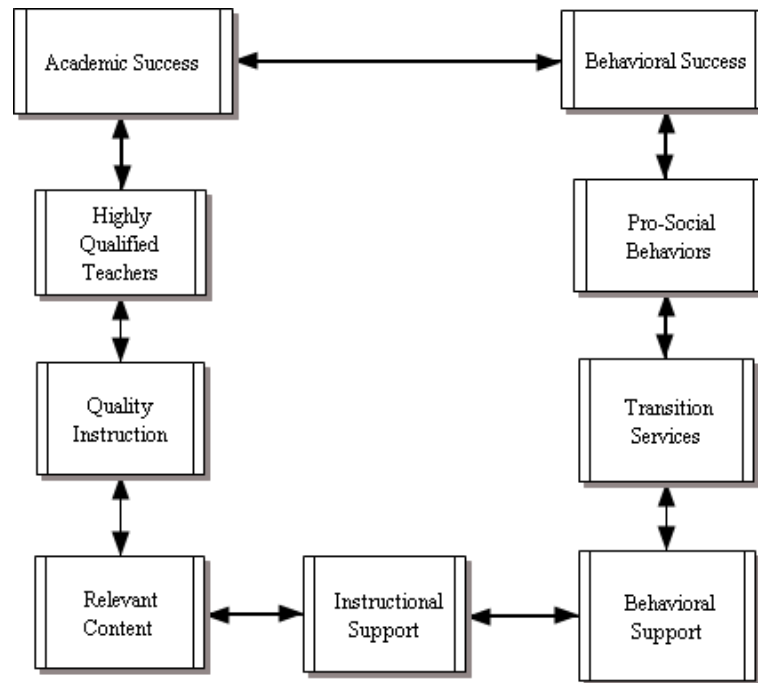 Academic Success
Behavioral Success
Highly
Qualified
Teachers
Pro-Social
Behaviors
Quality
Instruction
Transition
Services
Relevant
Content
Instructional
Support
Behavioral
Support